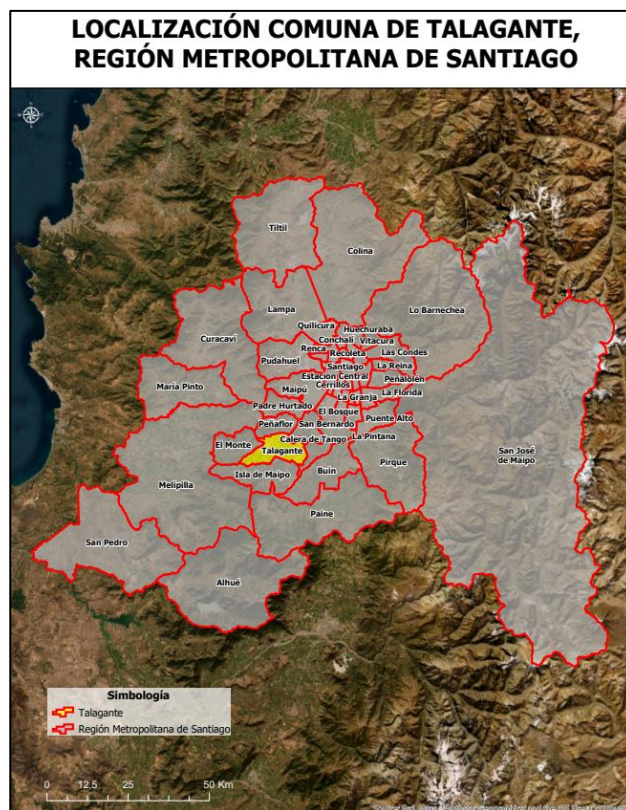 LOCALIZACIÓN COMUNA DE TALAGANTE,
REGIÓN METROPOLITANA DE SANTIAGO
Tiltil
Colina
Lo Barnechea
Lampa
Quilicura
Huechuraba
Conchalí
Vitacura
Curacaví
Renca
Recoleta
Las Condes
Pudahuel
Santiago
La Reina
Estación Central
Peñalolén
María Pinto
Maipú
Cerrillos
La Florida
La Granja
Padre Hurtado
El Bosque
Puente Alto
Peñaflor
San Bernardo
La Pintana
El Monte
Calera de Tango
Talagante
San José
de Maipo
Pirque
Isla de Maipo
Buin
Melipilla
Paine
San Pedro
Alhué
Simbología
Talagante
Región Metropolitana de Santiago
0 12,5 25 50 Km